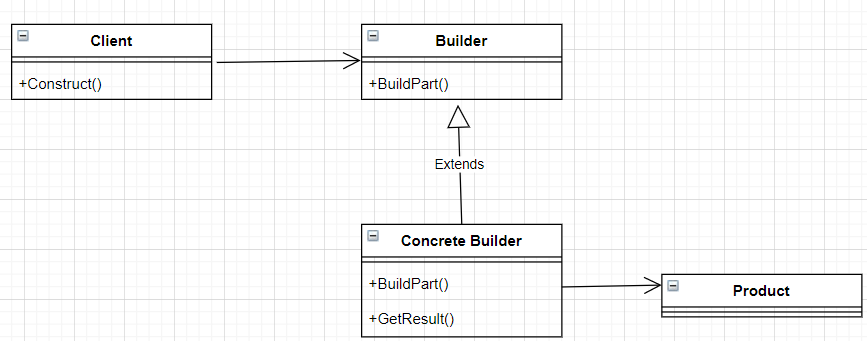 Client
+Construct()
Builder
+BuildPart()
Extends
Concrete Builder
+BuildPart()
+GetResult()
Product